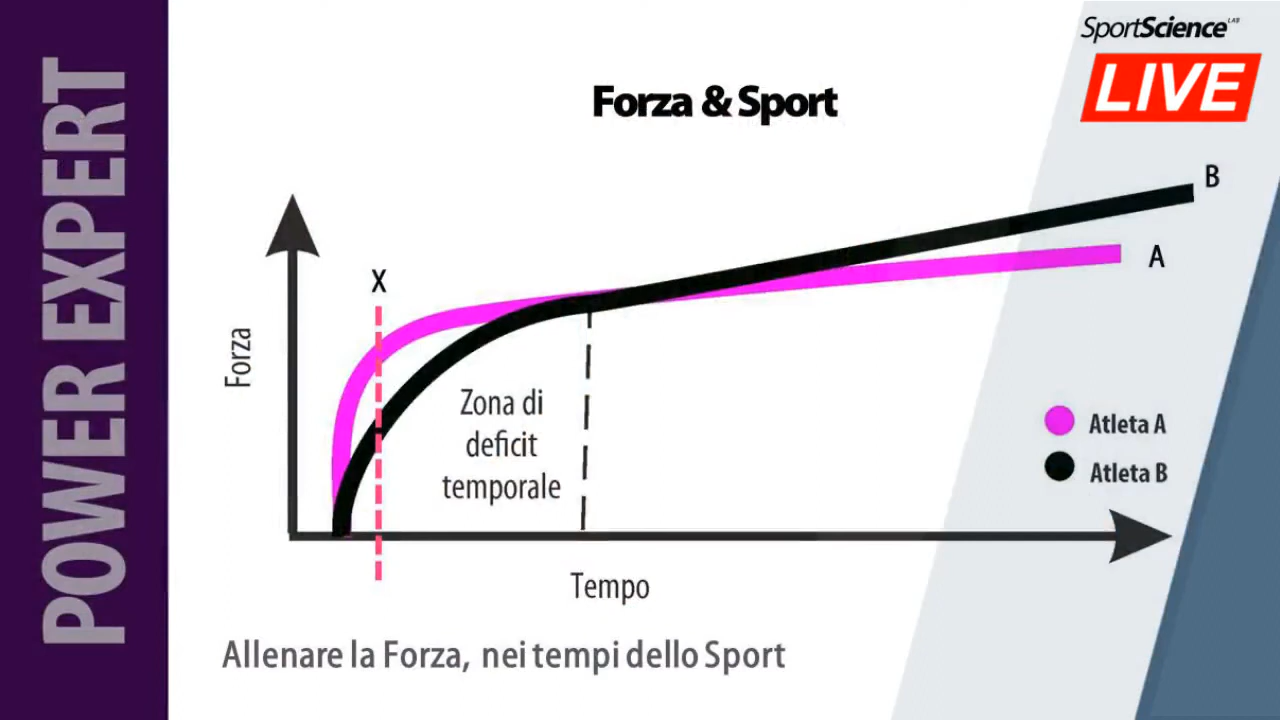 POWER EXPERT
SportScience LAB
LIVE
Forza & Sport
B
A
X
Forza
Zona di
deficit
temporale
Atleta A
Atleta B
Tempo
Allenare la Forza, nei tempi dello Sport